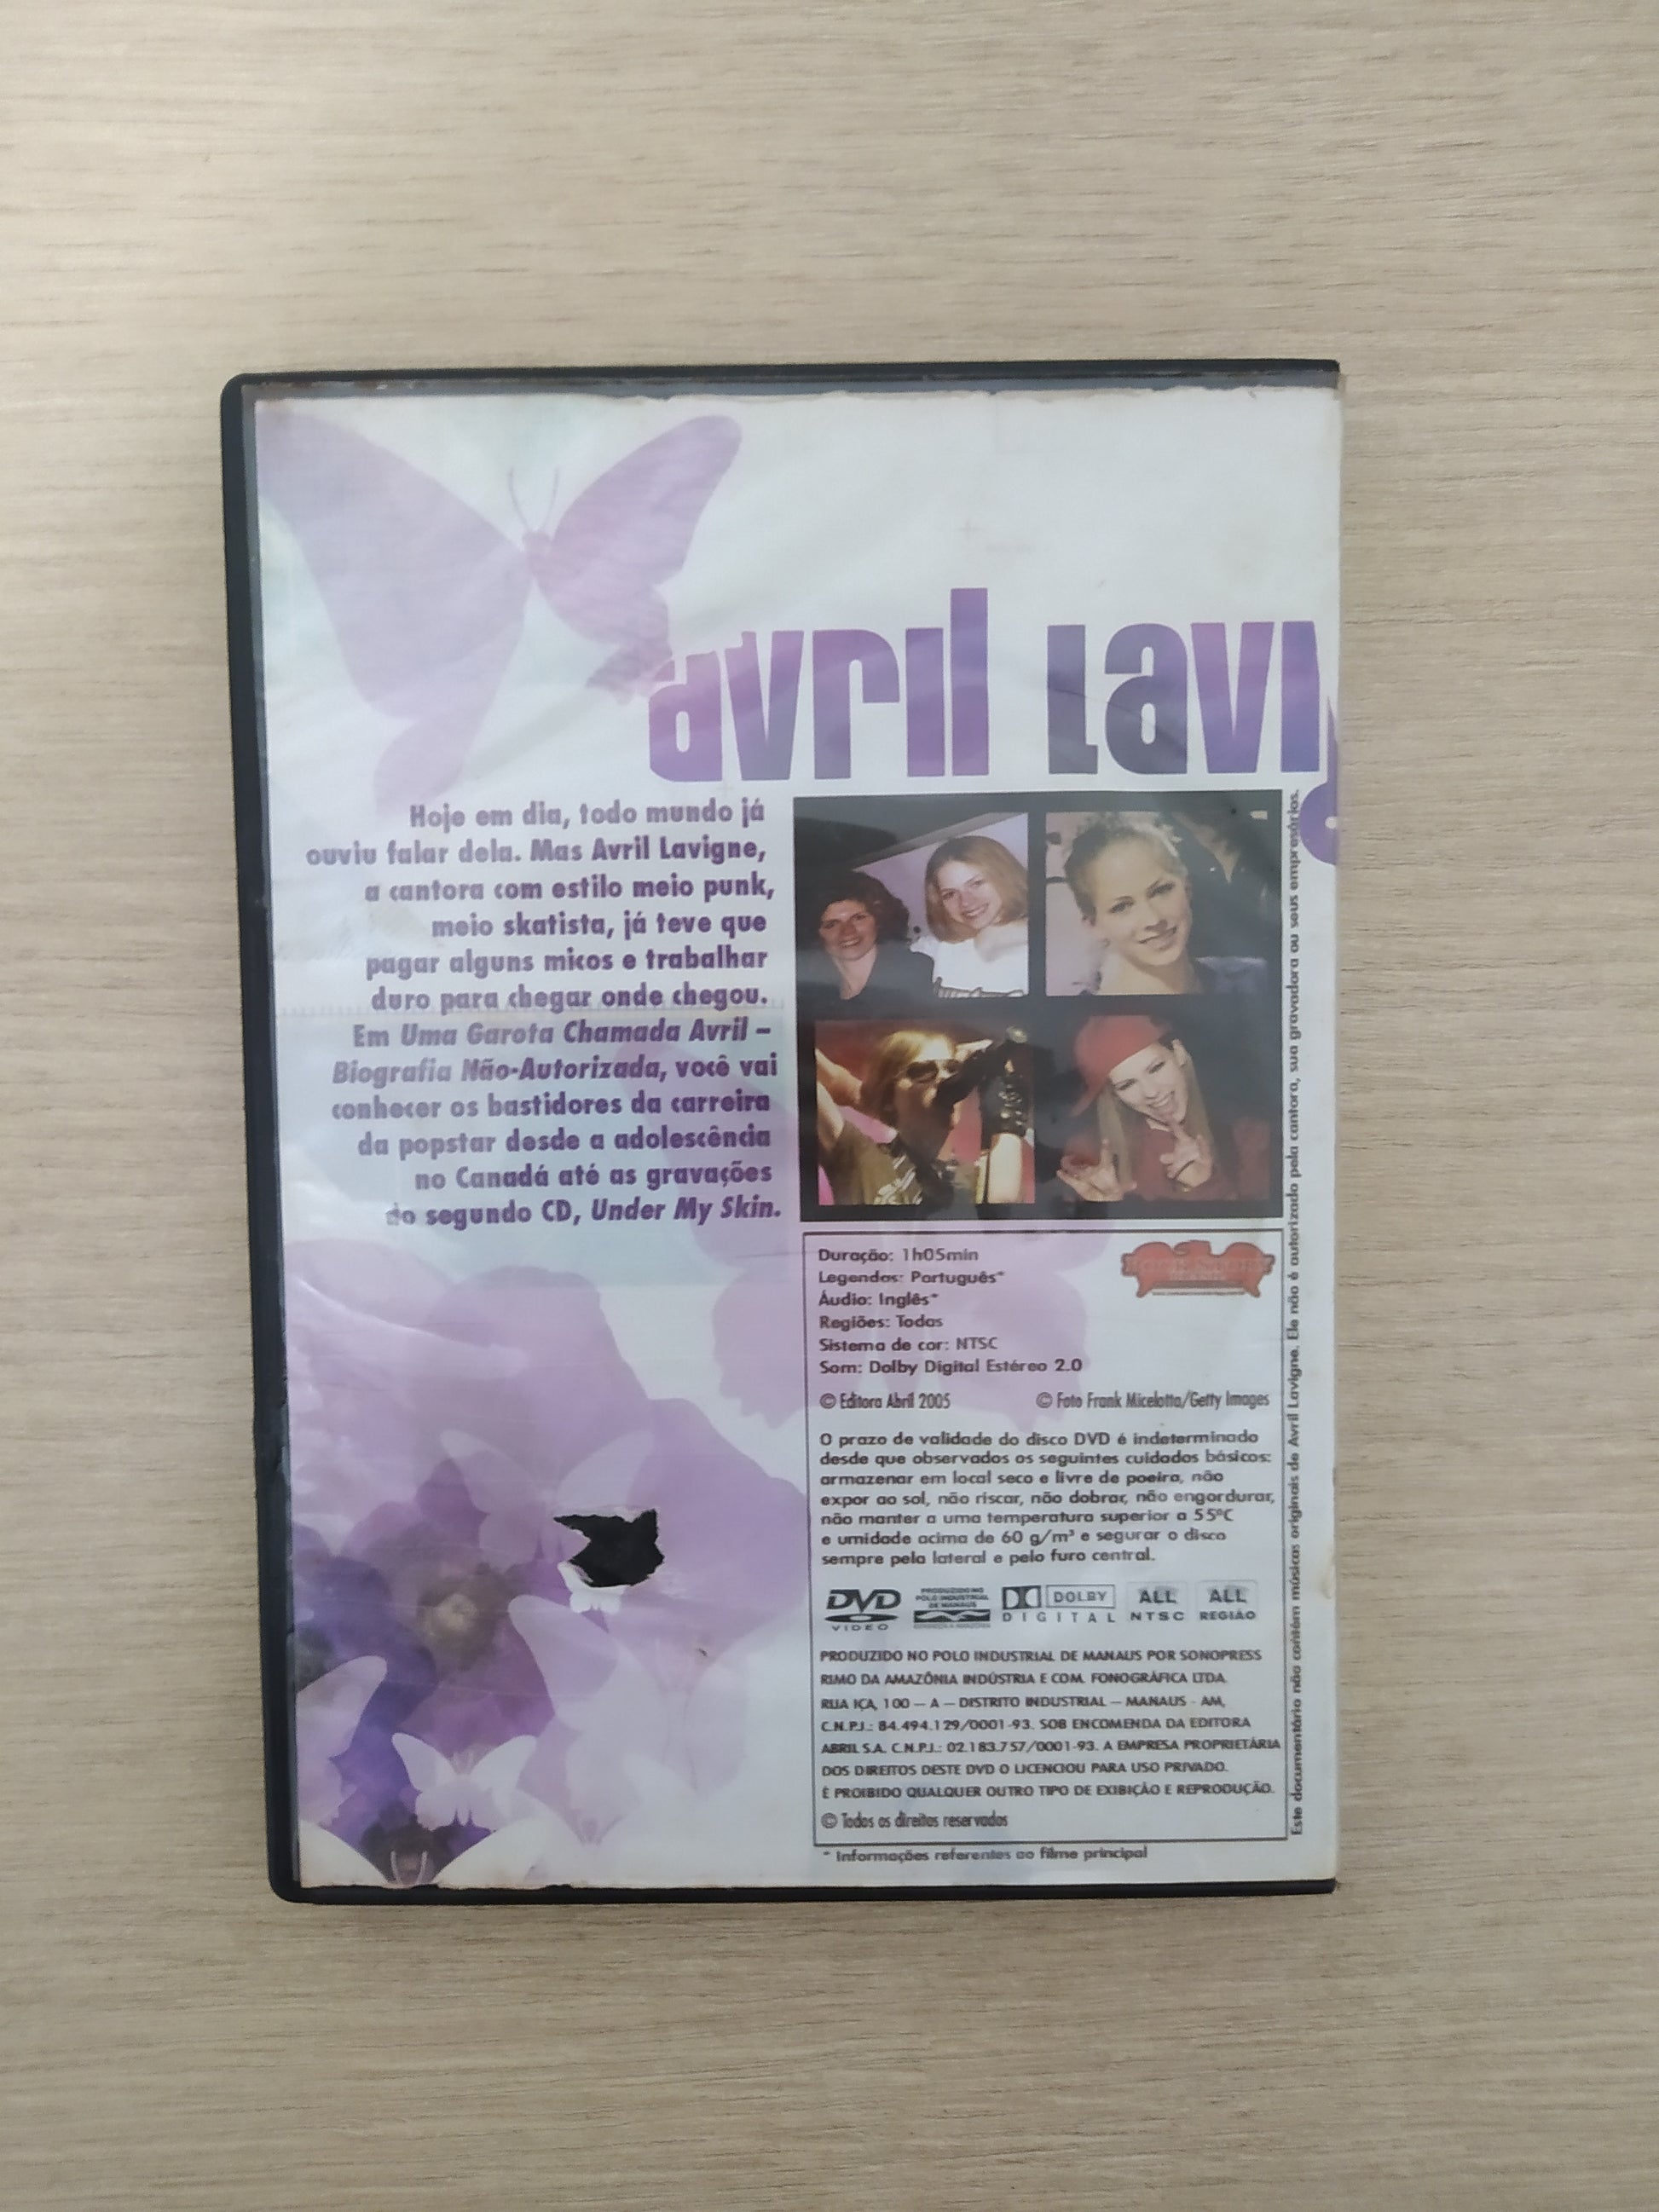 avril Lavi
Hoje em dia, todo mundo já
ouviu falar dela. Mas Avril Lavigne,
a cantora com estilo meio punk,
meio skatista, já teve que
pagar alguns micos e trabalhar
duro para chegar onde chegou.
Em Uma Garota Chamada Avril –
Biografia Não-Autorizada, você vai
conhecer os bastidores da carreira
da popstar desde a adolescência
no Canadá até as gravações
do segundo CD, Under My Skin.
Duração: 1h05min
Legendas: Português*
Áudio: Inglês*
Regiões: Todas
Sistema de cor: NTSC
Som: Dolby Digital Estéreo 2.0
© Editora Abril 2005 © Foto Frank Micelotta/Getty Images
O prazo de validade do disco DVD é indeterminado
desde que observados os seguintes cuidados básicos:
armazenar em local seco e livre de poeira, não
expor ao sol, não riscar, não dobrar, não engordurar,
não manter a uma temperatura superior a 55ºC
e umidade acima de 60 g/m³ e segurar o disco
sempre pela lateral e pelo furo central.
DVD VIDEO
PRODUZIDO NO
POLO INDUSTRIAL
DE MANAUS
DOLBY DIGITAL
ALL NTSC
ALL REGIÃO
PRODUZIDO NO POLO INDUSTRIAL DE MANAUS POR SONOPRESS
RIMO DA AMAZÔNIA INDÚSTRIA E COM. FONOGRÁFICA LTDA.
RUA IÇA, 100 – A – DISTRITO INDUSTRIAL – MANAUS - AM,
C.N.P.J.: 84.494.129/0001-93. SOB ENCOMENDA DA EDITORA
ABRIL S.A. C.N.P.J.: 02.183.757/0001-93. A EMPRESA PROPRIETÁRIA
DOS DIREITOS DESTE DVD O LICENCIOU PARA USO PRIVADO.
É PROIBIDO QUALQUER OUTRO TIPO DE EXIBIÇÃO E REPRODUÇÃO.
© Todos os direitos reservados
* Informações referentes ao filme principal
Este documentário não contém músicas originais de Avril Lavigne. Ele não é autorizado pela cantora, sua gravadora ou seus empresários.